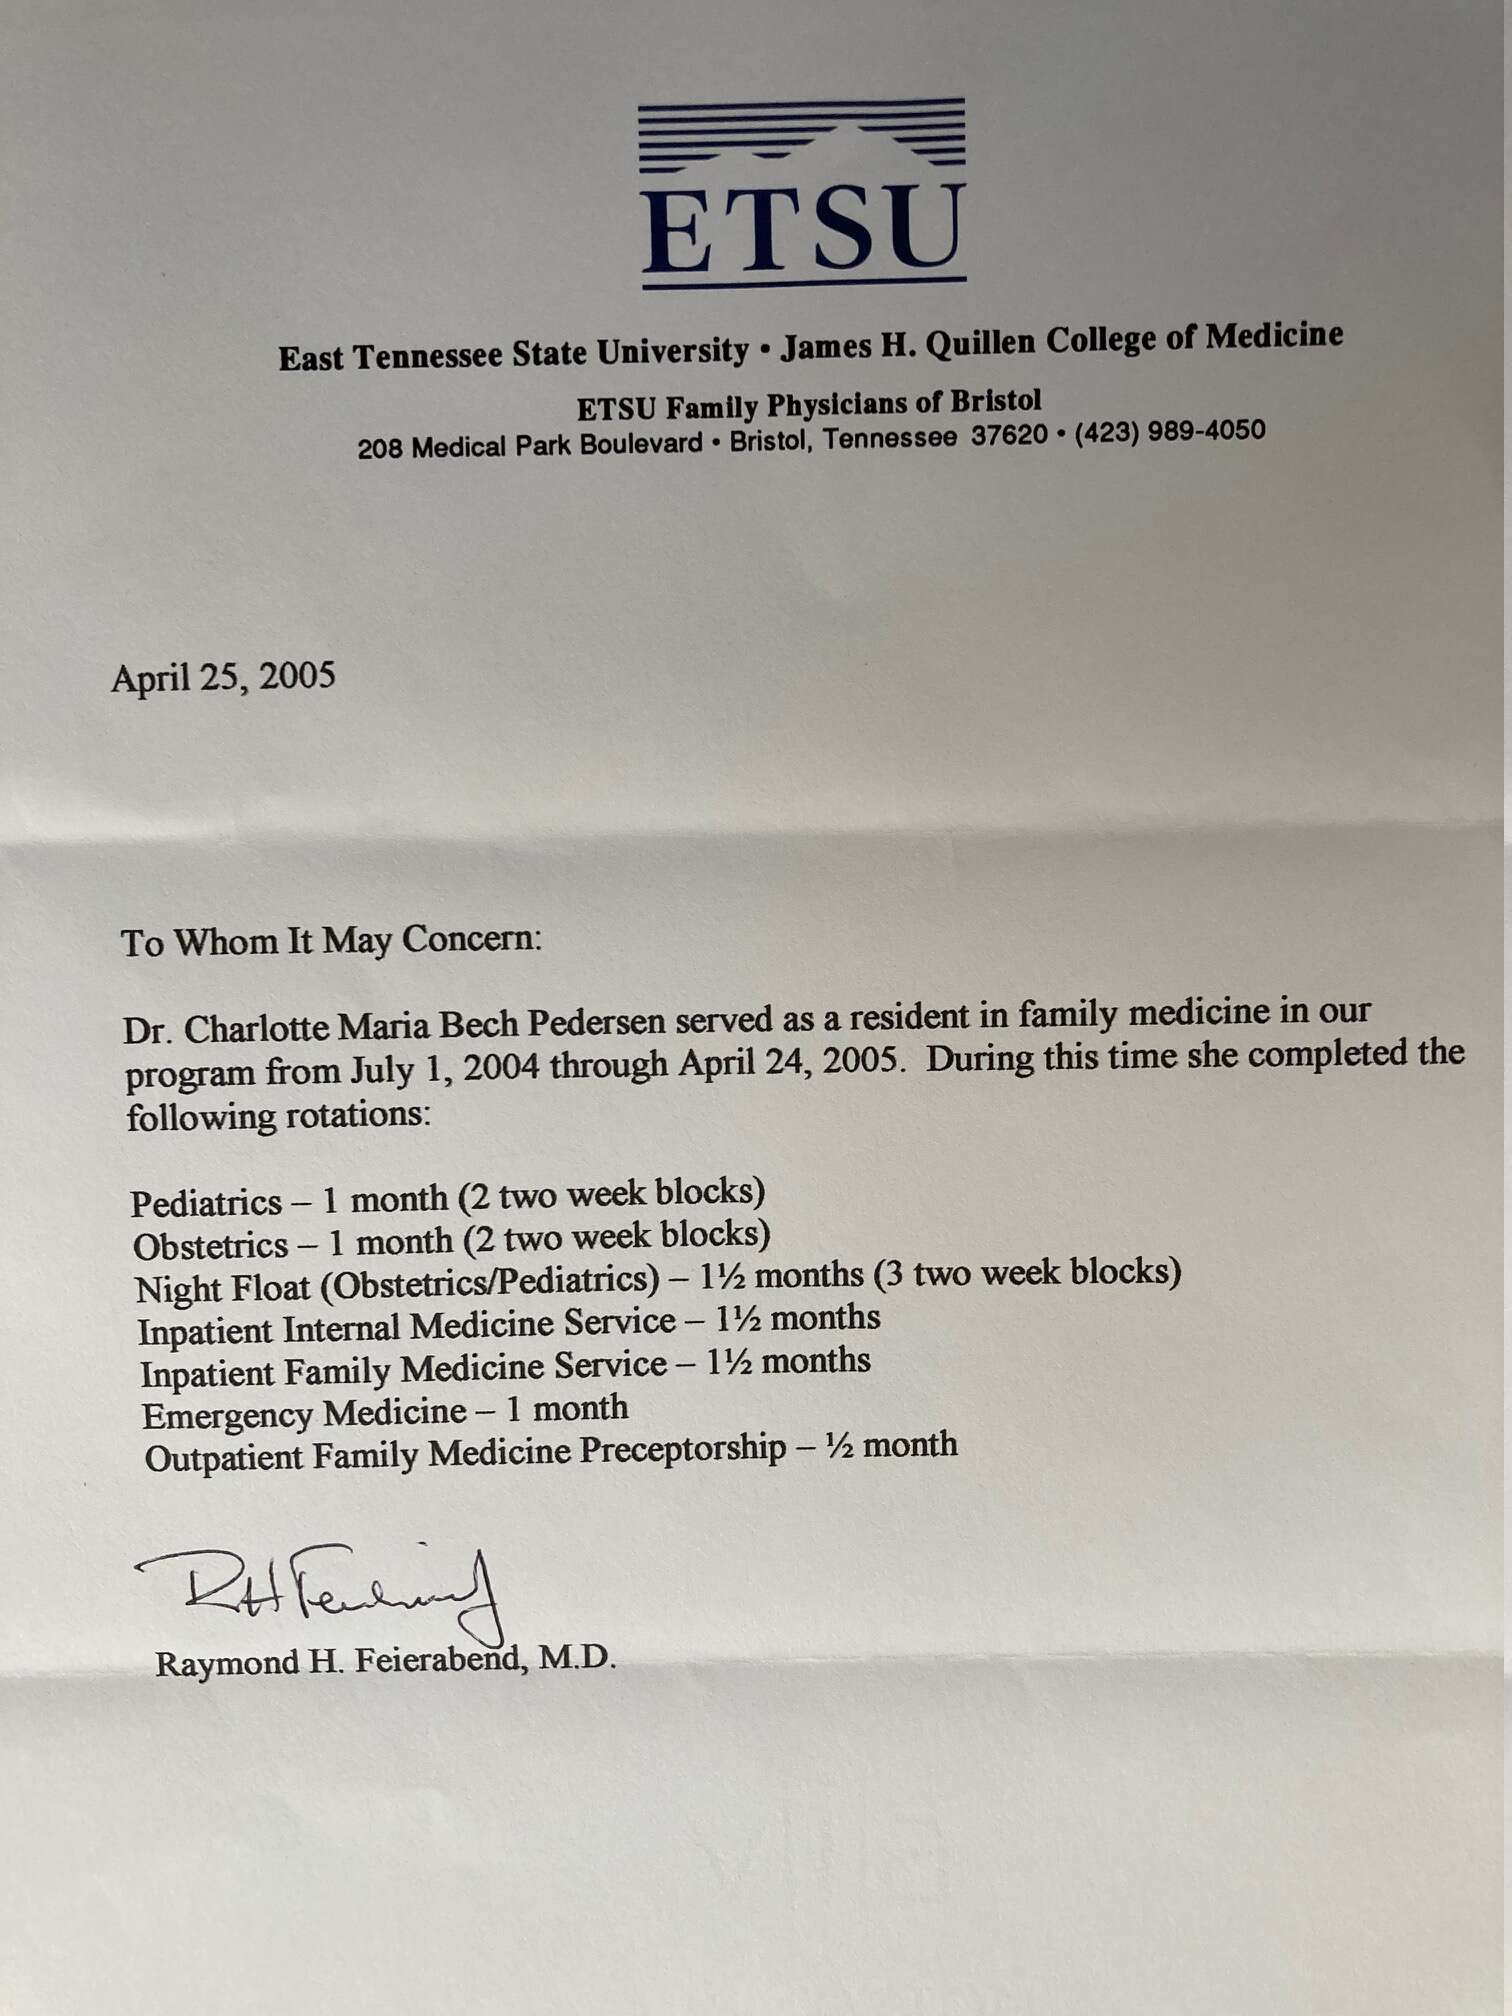 ETSU
East Tennessee State University • James H. Quillen College of Medicine
ETSU Family Physicians of Bristol
208 Medical Park Boulevard • Bristol, Tennessee 37620 • (423) 989-4050
April 25, 2005
To Whom It May Concern:
Dr. Charlotte Maria Bech Pedersen served as a resident in family medicine in our
program from July 1, 2004 through April 24, 2005. During this time she completed the
following rotations:
Pediatrics – 1 month (2 two week blocks)
Obstetrics – 1 month (2 two week blocks)
Night Float (Obstetrics/Pediatrics) – 1½ months (3 two week blocks)
Inpatient Internal Medicine Service – 1½ months
Inpatient Family Medicine Service – 1½ months
Emergency Medicine – 1 month
Outpatient Family Medicine Preceptorship – ½ month
RH Feierabend
Raymond H. Feierabend, M.D.